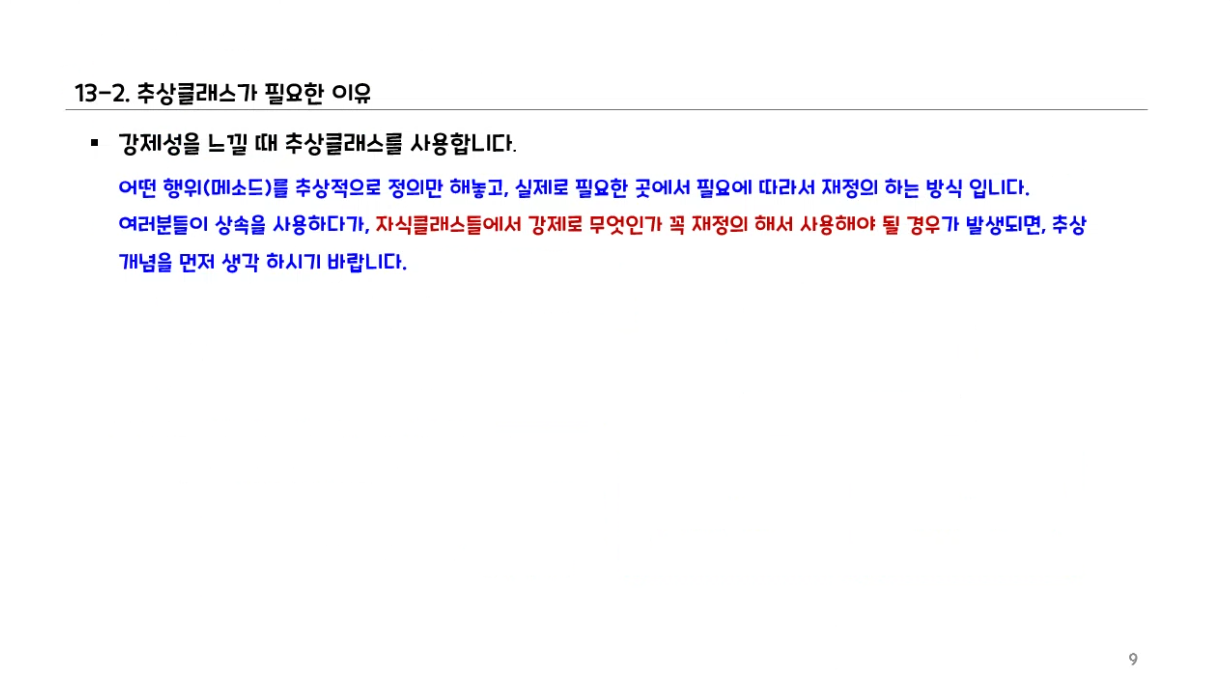 13-2. 추상클래스가 필요한 이유
▪ 강제성을 느낄 때 추상클래스를 사용합니다.
어떤 행위(메소드)를 추상적으로 정의만 해놓고, 실제로 필요한 곳에서 필요에 따라서 재정의 하는 방식 입니다.
여러분들이 상속을 사용하다가, 자식클래스들에서 강제로 무엇인가 꼭 재정의 해서 사용해야 될 경우가 발생되면, 추상
개념을 먼저 생각 하시기 바랍니다.
9